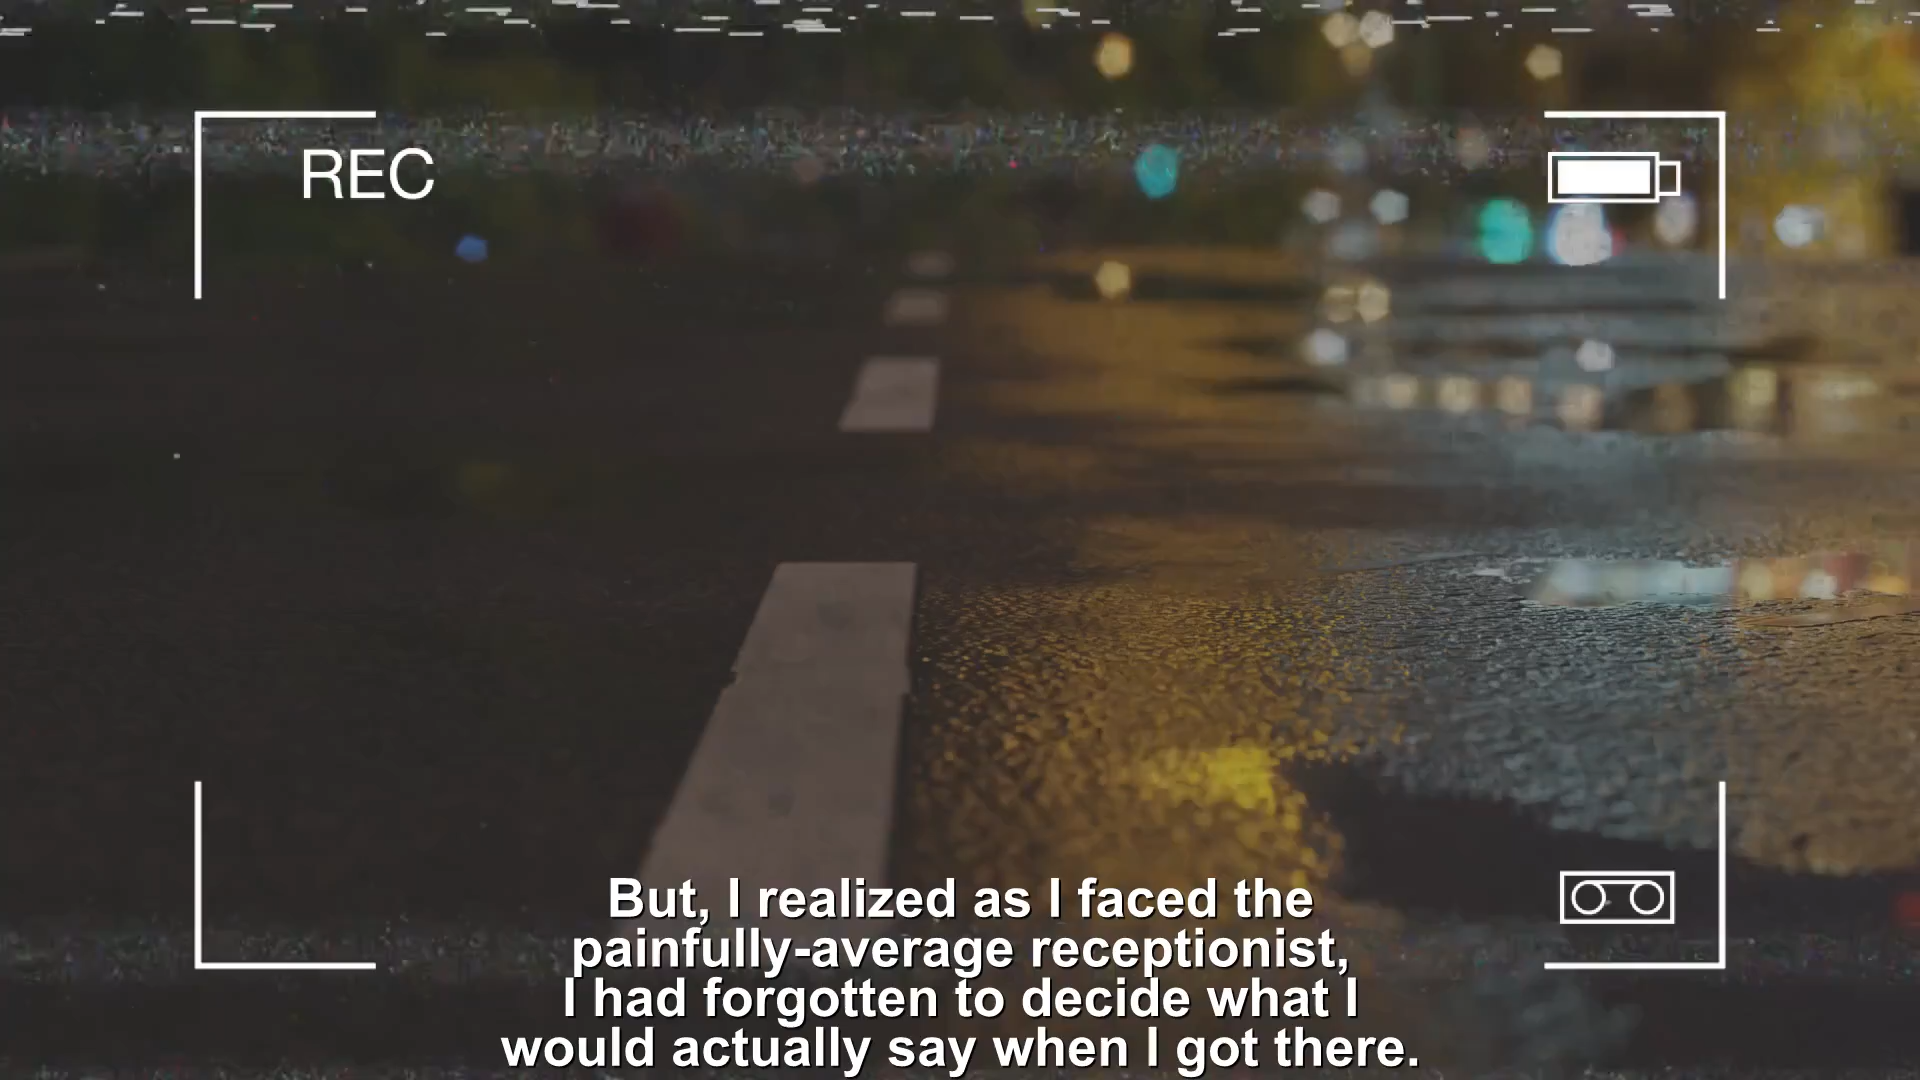 REC
But, I realized as I faced the
painfully-average receptionist,
I had forgotten to decide what I
would actually say when I got there.